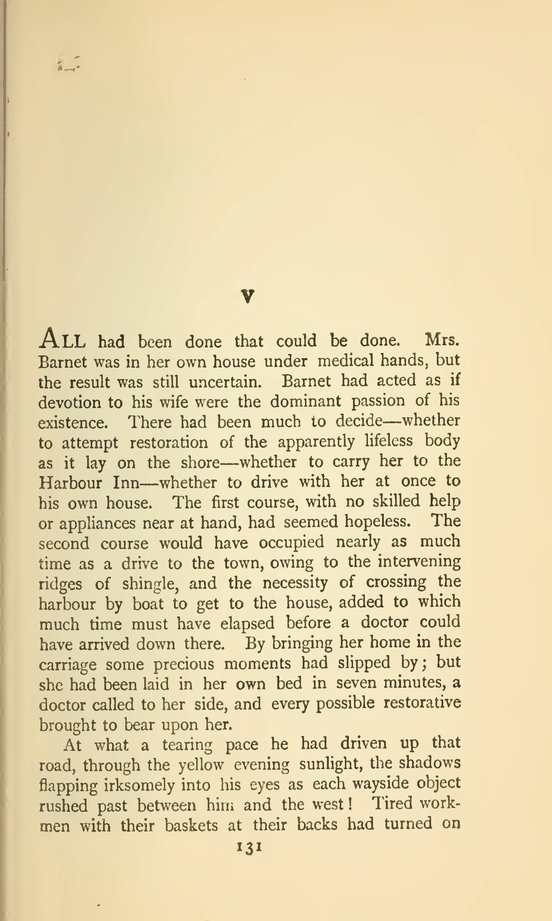 V
ALL had been done that could be done. Mrs.
Barnet was in her own house under medical hands, but
the result was still uncertain. Barnet had acted as if
devotion to his wife were the dominant passion of his
existence. There had been much to decide—whether
to attempt restoration of the apparently lifeless body
as it lay on the shore—whether to carry her to the
Harbour Inn—whether to drive with her at once to
his own house. The first course, with no skilled help
or appliances near at hand, had seemed hopeless. The
second course would have occupied nearly as much
time as a drive to the town, owing to the intervening
ridges of shingle, and the necessity of crossing the
harbour by boat to get to the house, added to which
much time must have elapsed before a doctor could
have arrived down there. By bringing her home in the
carriage some precious moments had slipped by; but
she had been laid in her own bed in seven minutes, a
doctor called to her side, and every possible restorative
brought to bear upon her.
At what a tearing pace he had driven up that
road, through the yellow evening sunlight, the shadows
flapping irksomely into his eyes as each wayside object
rushed past between him and the west! Tired work-
men with their baskets at their backs had turned on
131